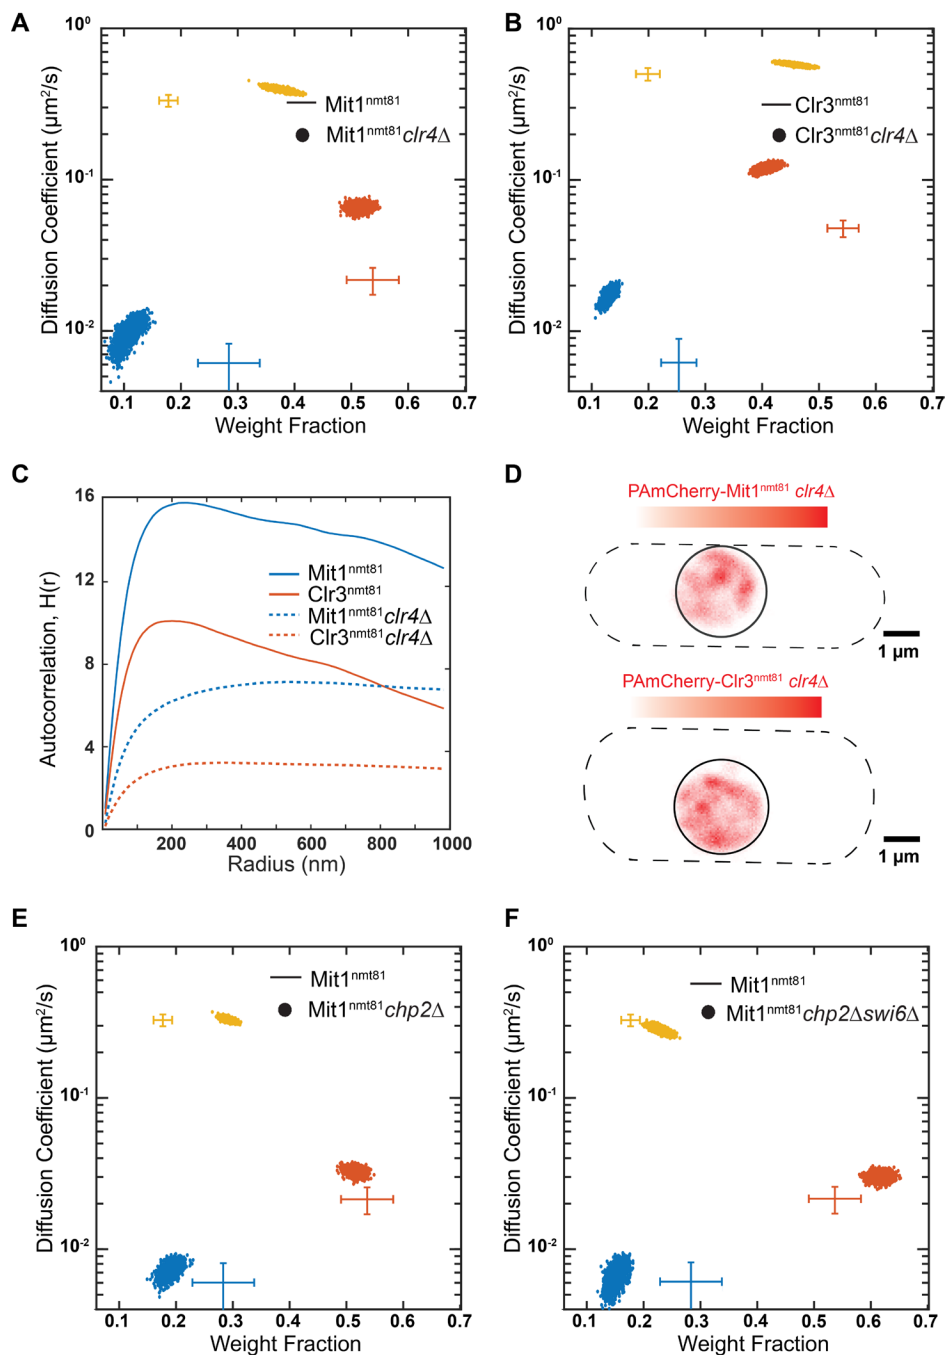 A
Diffusion Coefficient (µm²/s)
10⁰
10⁻¹
10⁻²
Mit1ⁿᵐᵗ⁸¹
Mit1ⁿᵐᵗ⁸¹clr4Δ
0.1 0.2 0.3 0.4 0.5 0.6 0.7
Weight Fraction
B
Diffusion Coefficient (µm²/s)
10⁰
10⁻¹
10⁻²
Clr3ⁿᵐᵗ⁸¹
Clr3ⁿᵐᵗ⁸¹clr4Δ
0.1 0.2 0.3 0.4 0.5 0.6 0.7
Weight Fraction
C
Autocorrelation, H(r)
16
12
8
4
0
Mit1ⁿᵐᵗ⁸¹
Clr3ⁿᵐᵗ⁸¹
Mit1ⁿᵐᵗ⁸¹clr4Δ
Clr3ⁿᵐᵗ⁸¹clr4Δ
200 400 600 800 1000
Radius (nm)
D
PAmCherry-Mit1ⁿᵐᵗ⁸¹ clr4Δ
1 µm
PAmCherry-Clr3ⁿᵐᵗ⁸¹ clr4Δ
1 µm
E
Diffusion Coefficient (µm²/s)
10⁰
10⁻¹
10⁻²
Mit1ⁿᵐᵗ⁸¹
Mit1ⁿᵐᵗ⁸¹chp2Δ
0.1 0.2 0.3 0.4 0.5 0.6 0.7
Weight Fraction
F
Diffusion Coefficient (µm²/s)
10⁰
10⁻¹
10⁻²
Mit1ⁿᵐᵗ⁸¹
Mit1ⁿᵐᵗ⁸¹chp2Δswi6Δ
0.1 0.2 0.3 0.4 0.5 0.6 0.7
Weight Fraction